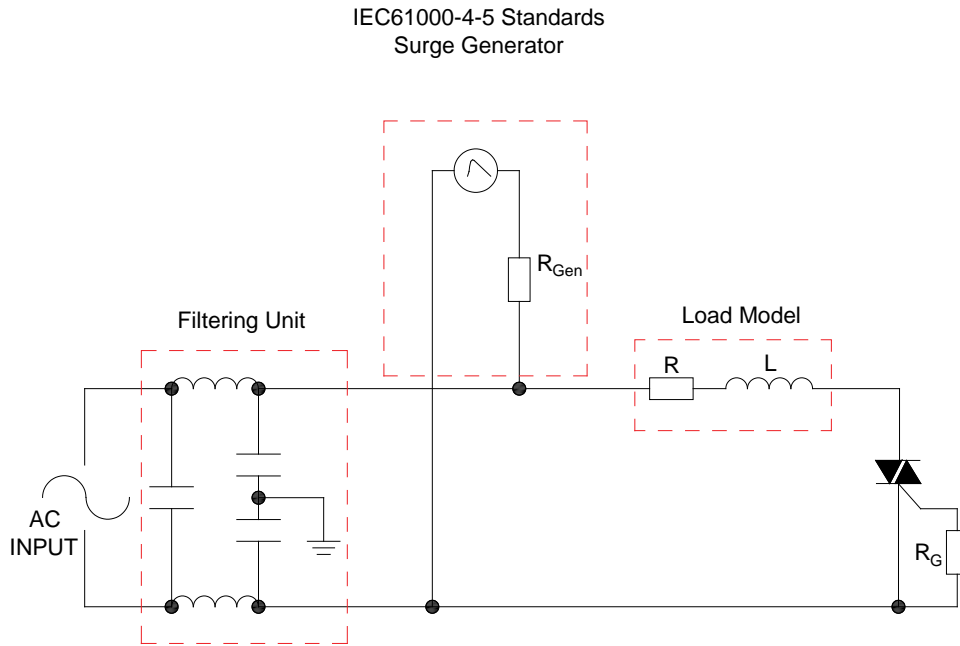 IEC61000-4-5 Standards
Surge Generator
R_Gen
Filtering Unit
Load Model
R
L
AC
INPUT
R_G